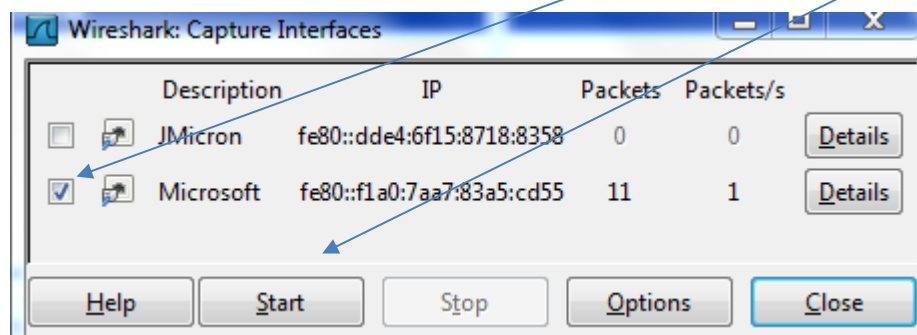 Wireshark: Capture Interfaces
Description IP Packets Packets/s
JMicron fe80::dde4:6f15:8718:8358 0 0 Details
Microsoft fe80::f1a0:7aa7:83a5:cd55 11 1 Details
Help Start Stop Options Close